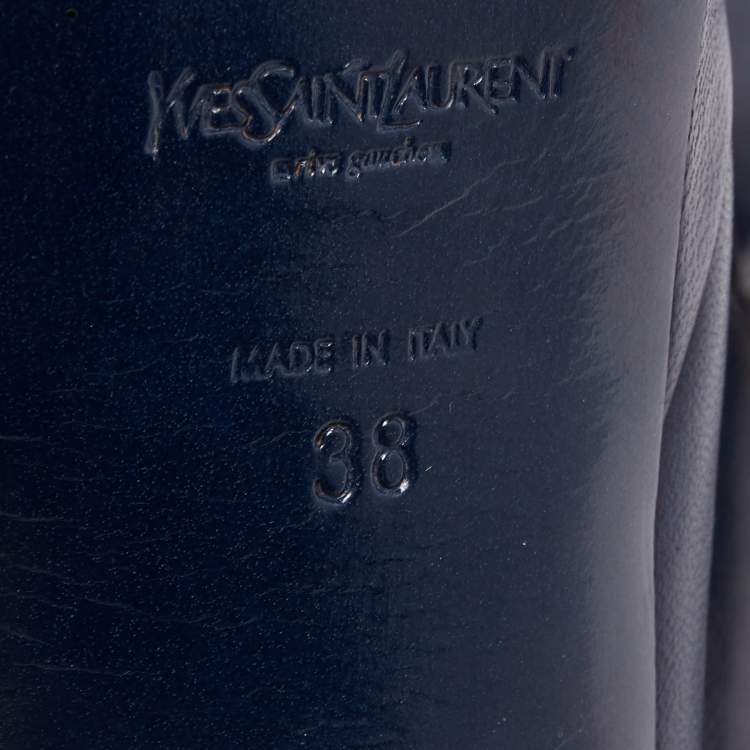 YVESSAINTLAURENT
rive gauche
MADE IN ITALY
38